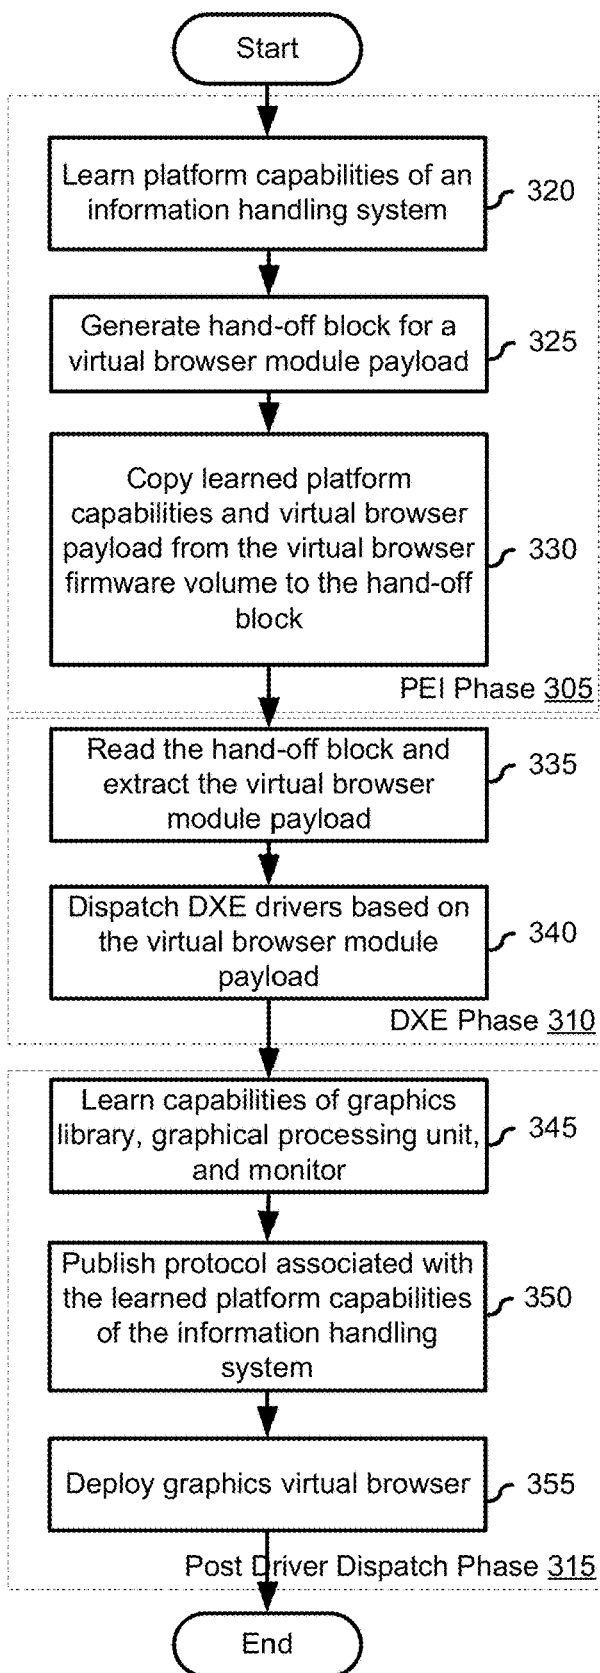 Start
Learn platform capabilities of an
information handling system
320
Generate hand-off block for a
virtual browser module payload
325
Copy learned platform
capabilities and virtual browser
payload from the virtual browser
firmware volume to the hand-off
block
330
PEI Phase 305
Read the hand-off block and
extract the virtual browser
module payload
335
Dispatch DXE drivers based on
the virtual browser module
payload
340
DXE Phase 310
Learn capabilities of graphics
library, graphical processing unit,
and monitor
345
Publish protocol associated with
the learned platform capabilities
of the information handling
system
350
Deploy graphics virtual browser
355
Post Driver Dispatch Phase 315
End